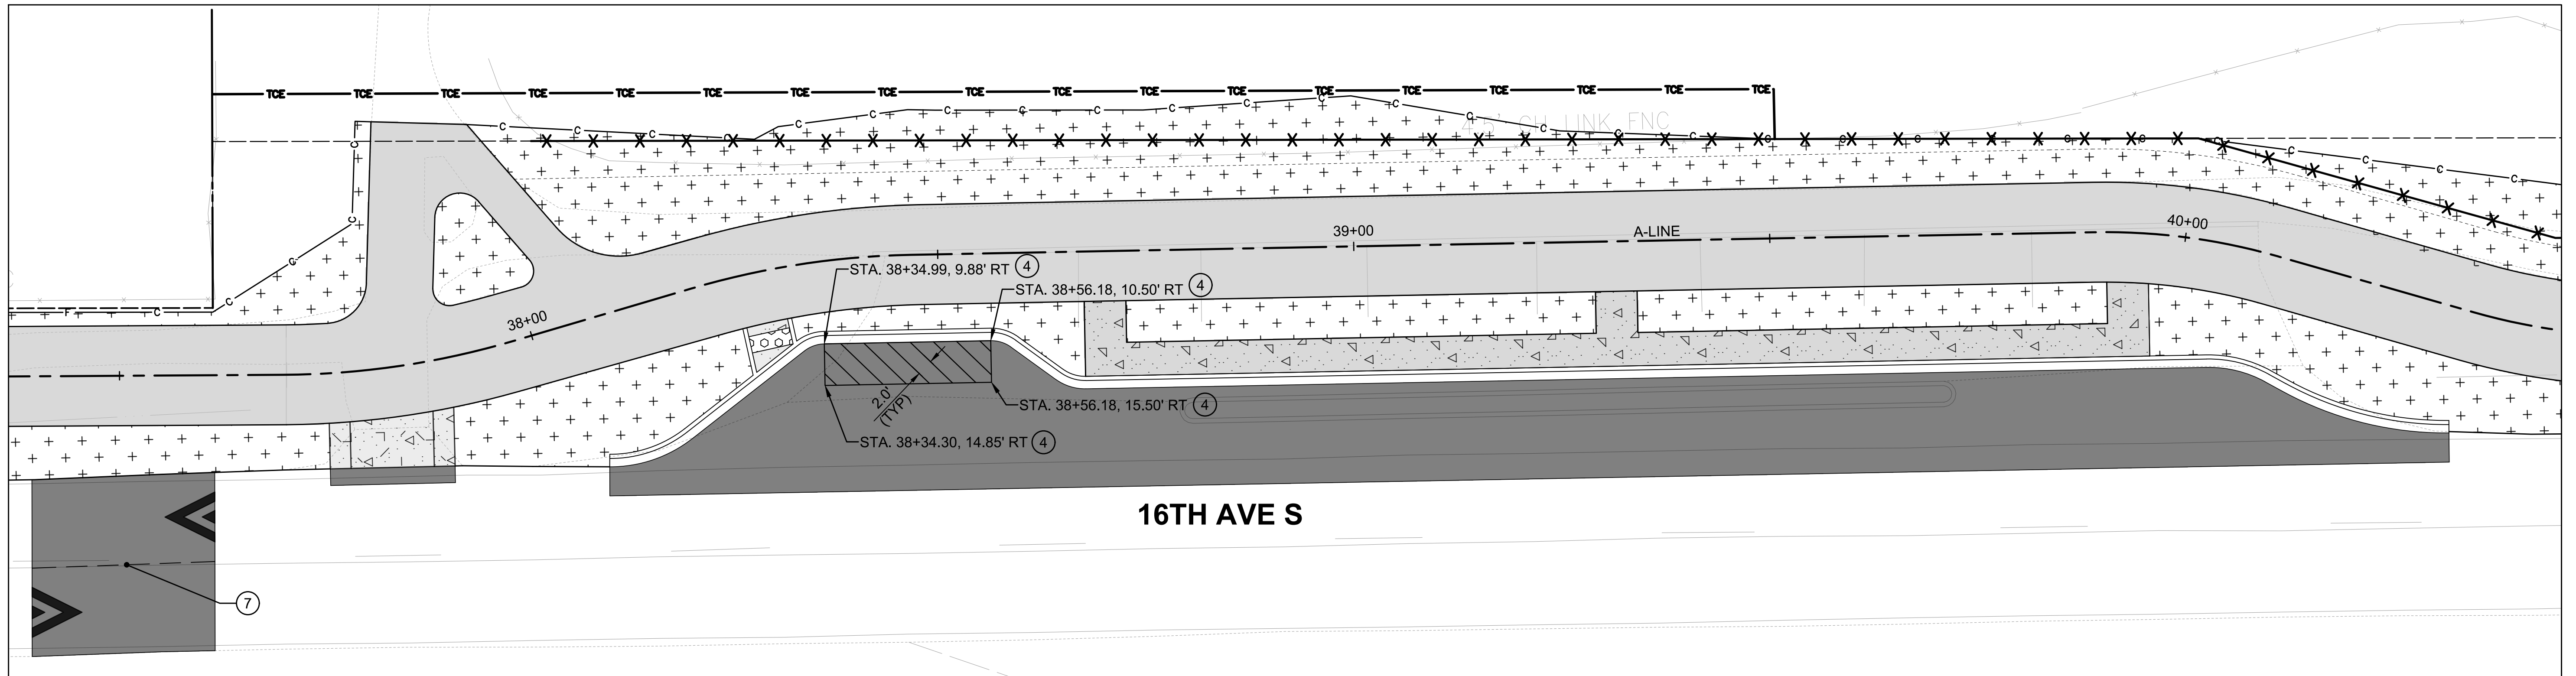 TCE TCE TCE TCE TCE TCE TCE TCE TCE TCE TCE TCE TCE TCE TCE TCE TCE TCE
4.5' CH LINK FNC
40+00
39+00
A-LINE
STA. 38+34.99, 9.88' RT 4
STA. 38+56.18, 10.50' RT 4
38+00
2.0'
(TYP)
STA. 38+56.18, 15.50' RT 4
STA. 38+34.30, 14.85' RT 4
16TH AVE S
7